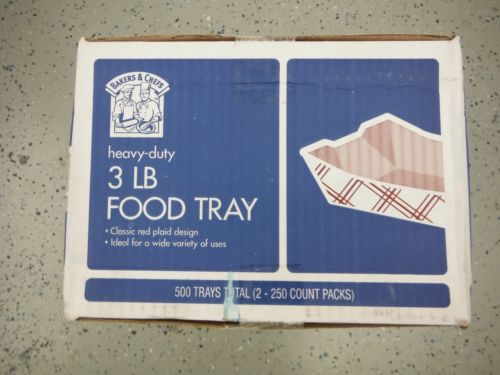 BAKERS & CHEFS
heavy-duty
3 LB
FOOD TRAY
• Classic red plaid design
• Ideal for a wide variety of uses
500 TRAYS TOTAL (2 - 250 COUNT PACKS)